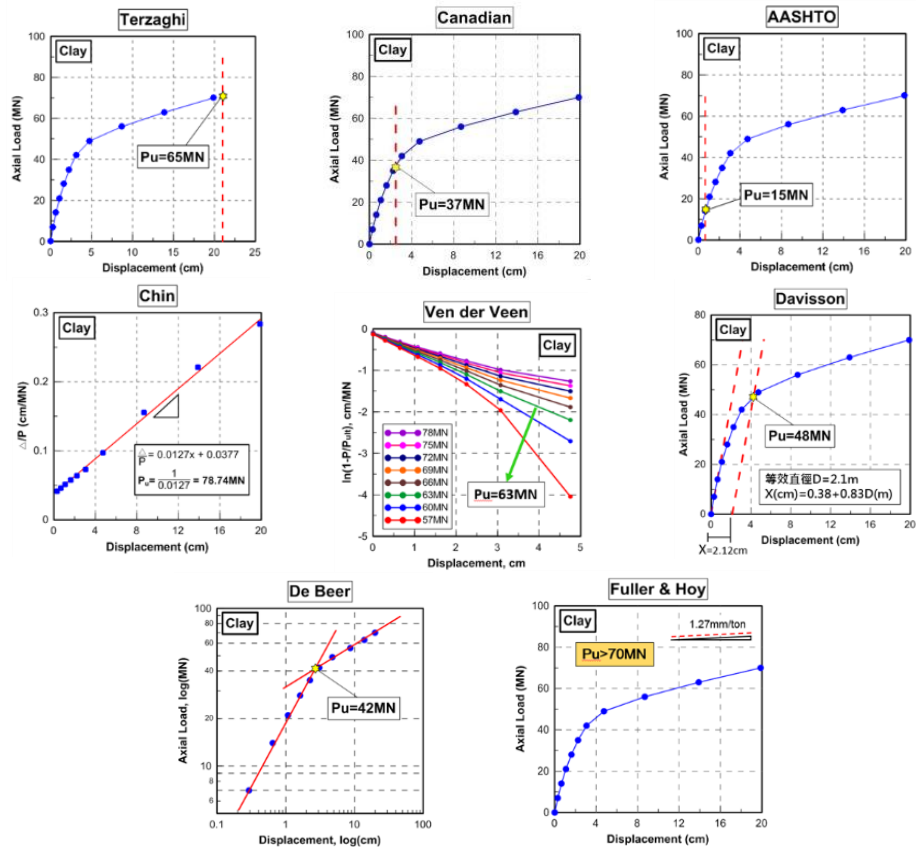 Terzaghi
Clay
Axial Load (MN)
100
80
60
40
20
0
Pu=65MN
0 5 10 15 20 25
Displacement (cm)
Canadian
Clay
Axial Load (MN)
100
80
60
40
20
0
Pu=37MN
0 4 8 12 16 20
Displacement (cm)
AASHTO
Clay
Axial Load (MN)
100
80
60
40
20
0
Pu=15MN
0 4 8 12 16 20
Displacement (cm)
Chin
Clay
△/P (cm/MN)
0.3
0.2
0.1
0
△/P = 0.0127x + 0.0377
Pu= 1/0.0127 = 78.74MN
0 4 8 12 16 20
Displacement (cm)
Ven der Veen
Clay
ln(1-P/Pult), cm/MN
0
-1
-2
-3
-4
-5
78MN
75MN
72MN
69MN
66MN
63MN
60MN
57MN
Pu=63MN
0 1 2 3 4 5
Displacement, cm
Davisson
Clay
Axial Load (MN)
80
60
40
20
0
Pu=48MN
等效直徑D=2.1m
X(cm)=0.38+0.83D(m)
0 4 8 12 16 20
X=2.12cm
Displacement (cm)
De Beer
Clay
Axial Load, log(MN)
100
80
60
40
20
10
8
6
Pu=42MN
0.1 1 10 100
Displacement, log(cm)
Fuller & Hoy
Clay
Axial Load (MN)
100
80
60
40
20
0
1.27mm/ton
Pu>70MN
0 4 8 12 16 20
Displacement (cm)